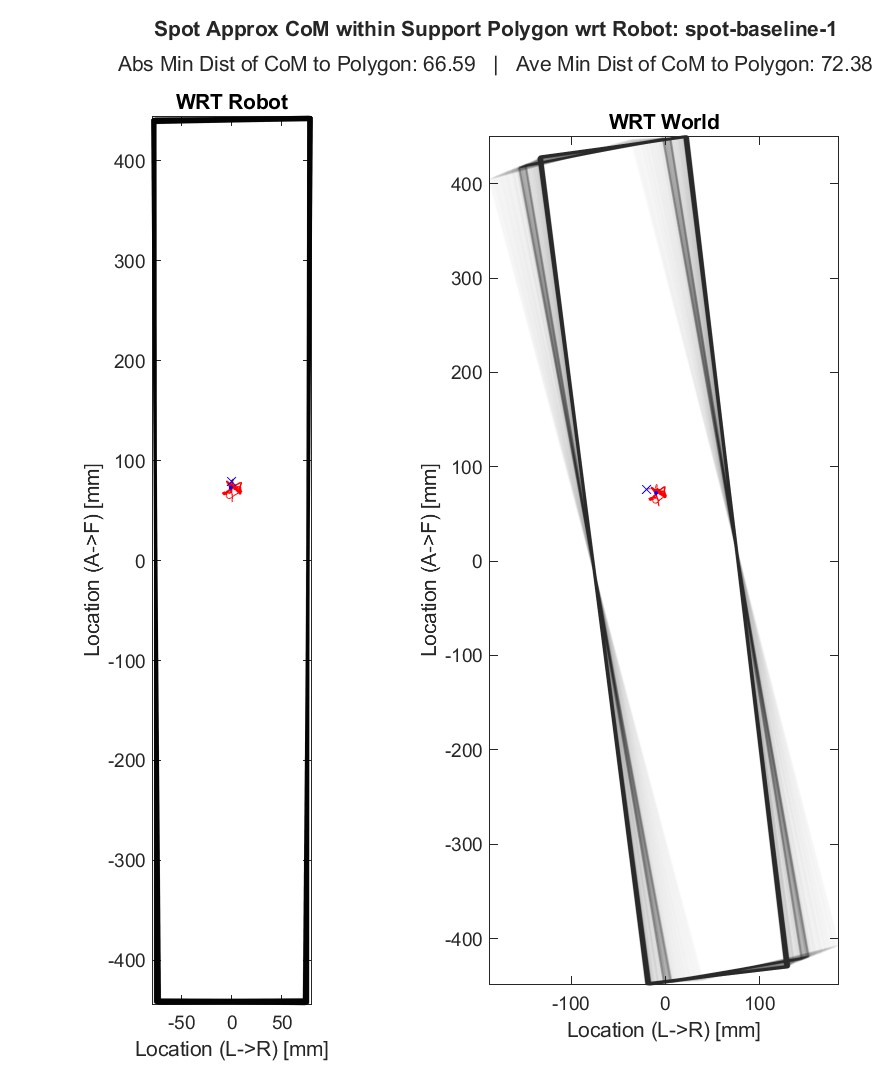 Spot Approx CoM within Support Polygon wrt Robot: spot-baseline-1
Abs Min Dist of CoM to Polygon: 66.59 | Ave Min Dist of CoM to Polygon: 72.38
WRT Robot
400
300
200
100
0
-100
-200
-300
-400
-50 0 50
Location (L->R) [mm]
Location (A->F) [mm]
WRT World
400
300
200
100
0
-100
-200
-300
-400
-100 0 100
Location (L->R) [mm]
Location (A->F) [mm]